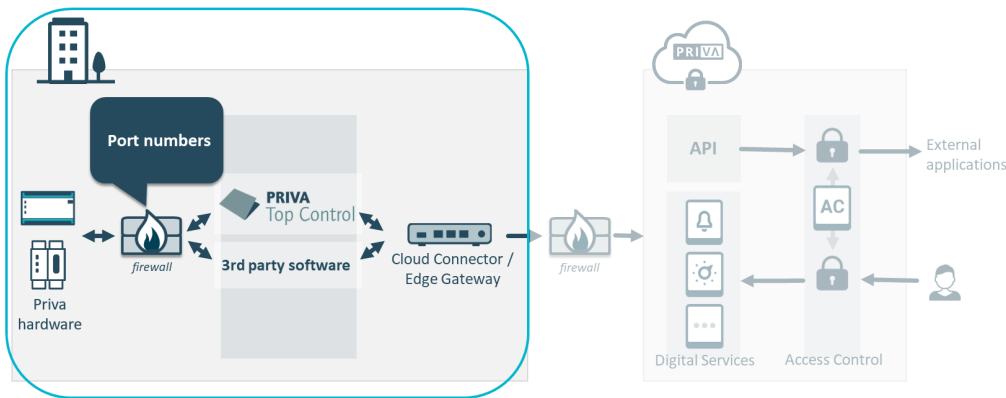 PRIVA
Port numbers
API
External
applications
PRIVA
Top Control
AC
3rd party software
Cloud Connector /
Edge Gateway
firewall
firewall
Priva
hardware
Digital Services
Access Control